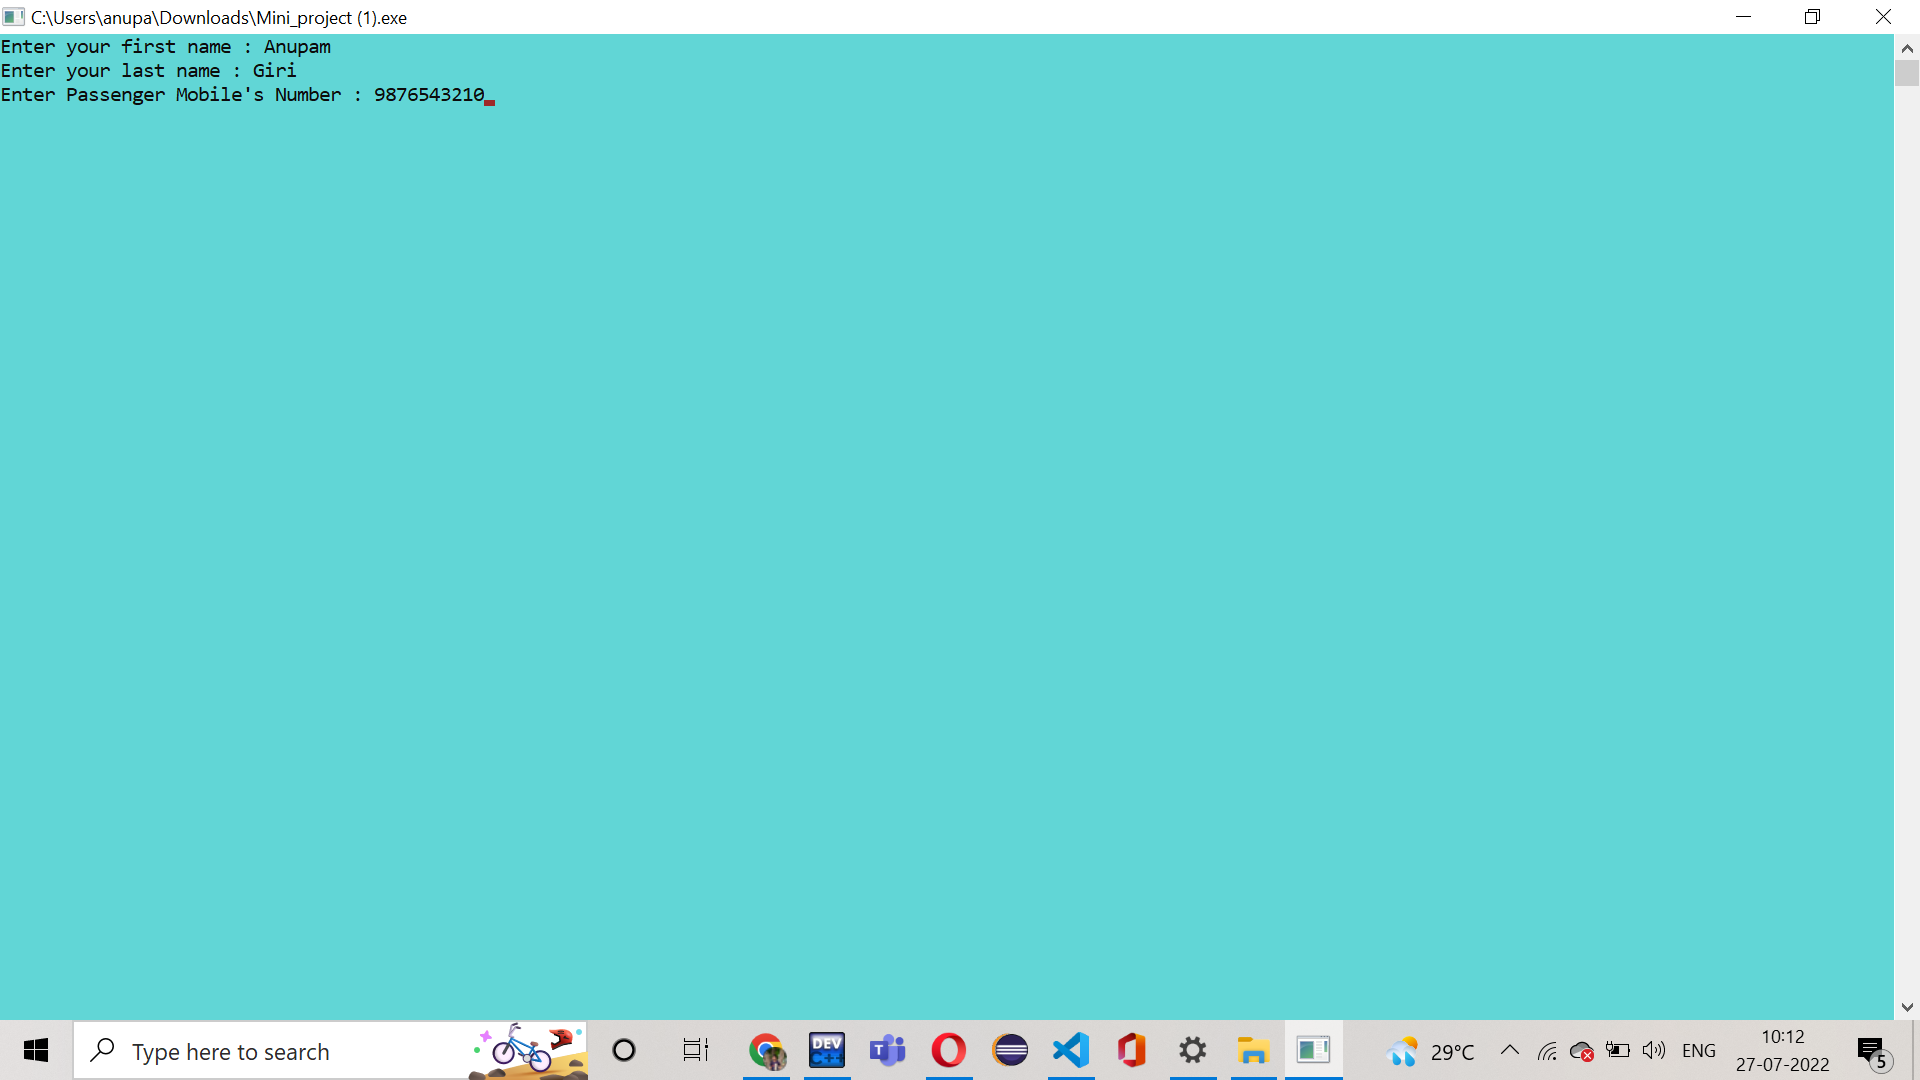 C:\Users\anupa\Downloads\Mini_project (1).exe
Enter your first name : Anupam
Enter your last name : Giri
Enter Passenger Mobile's Number : 9876543210
Type here to search
DEV
C++
T
29°C
ENG
10:12
27-07-2022
5